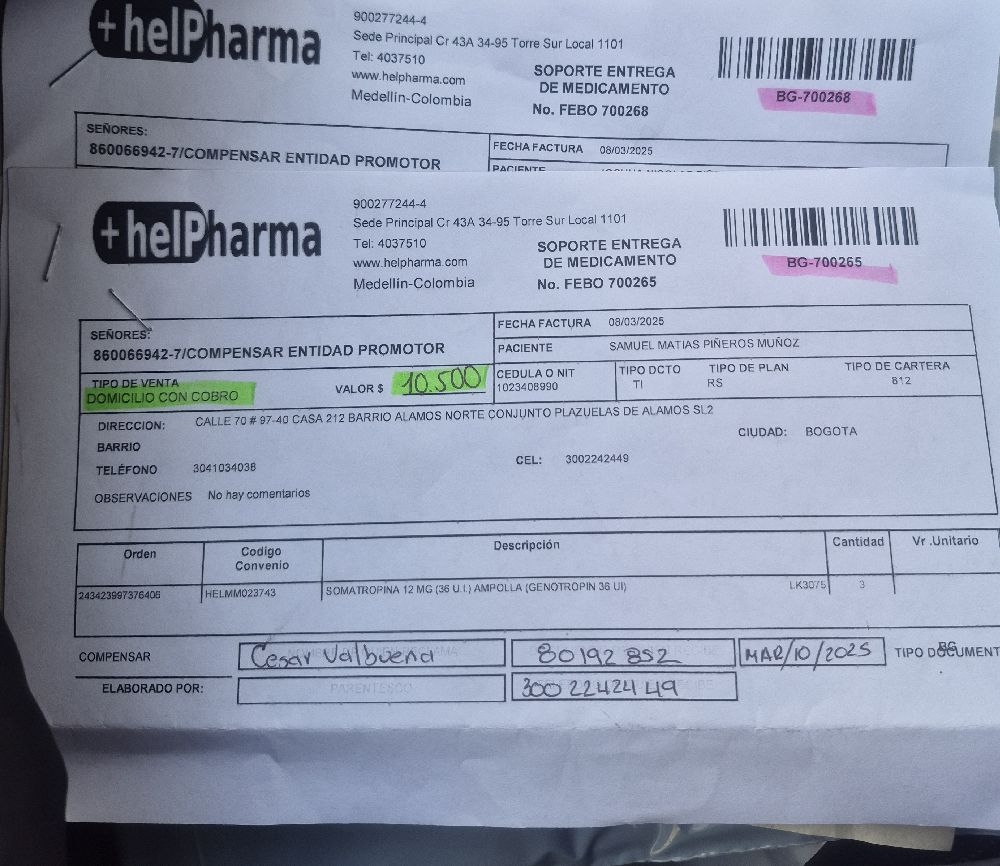 +helPharma
900277244-4
Sede Principal Cr 43A 34-95 Torre Sur Local 1101
Tel: 4037510
www.helpharma.com
Medellín-Colombia
SOPORTE ENTREGA
DE MEDICAMENTO
No. FEBO 700268
BG-700268
SEÑORES:
860066942-7/COMPENSAR ENTIDAD PROMOTOR
FECHA FACTURA 08/03/2025
PACIENTE
+helPharma
900277244-4
Sede Principal Cr 43A 34-95 Torre Sur Local 1101
Tel: 4037510
www.helpharma.com
Medellín-Colombia
SOPORTE ENTREGA
DE MEDICAMENTO
No. FEBO 700265
BG-700265
SEÑORES:
860066942-7/COMPENSAR ENTIDAD PROMOTOR
FECHA FACTURA 08/03/2025
PACIENTE SAMUEL MATIAS PIÑEROS MUÑOZ
TIPO DE VENTA
DOMICILIO CON COBRO
VALOR $ 10.500
CEDULA O NIT
1023408990
TIPO DCTO
TI
TIPO DE PLAN
RS
TIPO DE CARTERA
812
DIRECCION: CALLE 70 # 97-40 CASA 212 BARRIO ALAMOS NORTE CONJUNTO PLAZUELAS DE ALAMOS SL2
BARRIO CIUDAD: BOGOTA
TELÉFONO 3041034038 CEL: 3002242449
OBSERVACIONES No hay comentarios
Orden Codigo Convenio Descripción Cantidad Vr .Unitario
243423997376406 HELMM023743 SOMATROPINA 12 MG (36 U.I.) AMPOLLA (GENOTROPIN 36 UI) LK3075 3
COMPENSAR Cesar Valbuena 80192852 MAR/10/2025 TIPO DOCUMENT BG
ELABORADO POR: PARENTESCO 300 2242449